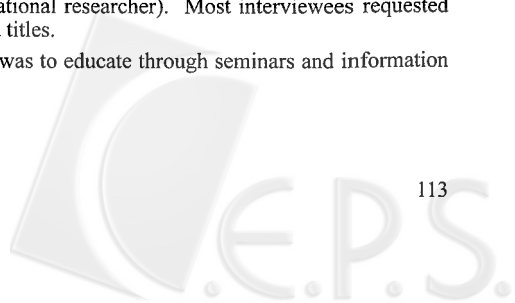 ational researcher). Most interviewees requested
titles.
was to educate through seminars and information
113
C.E.P.S.